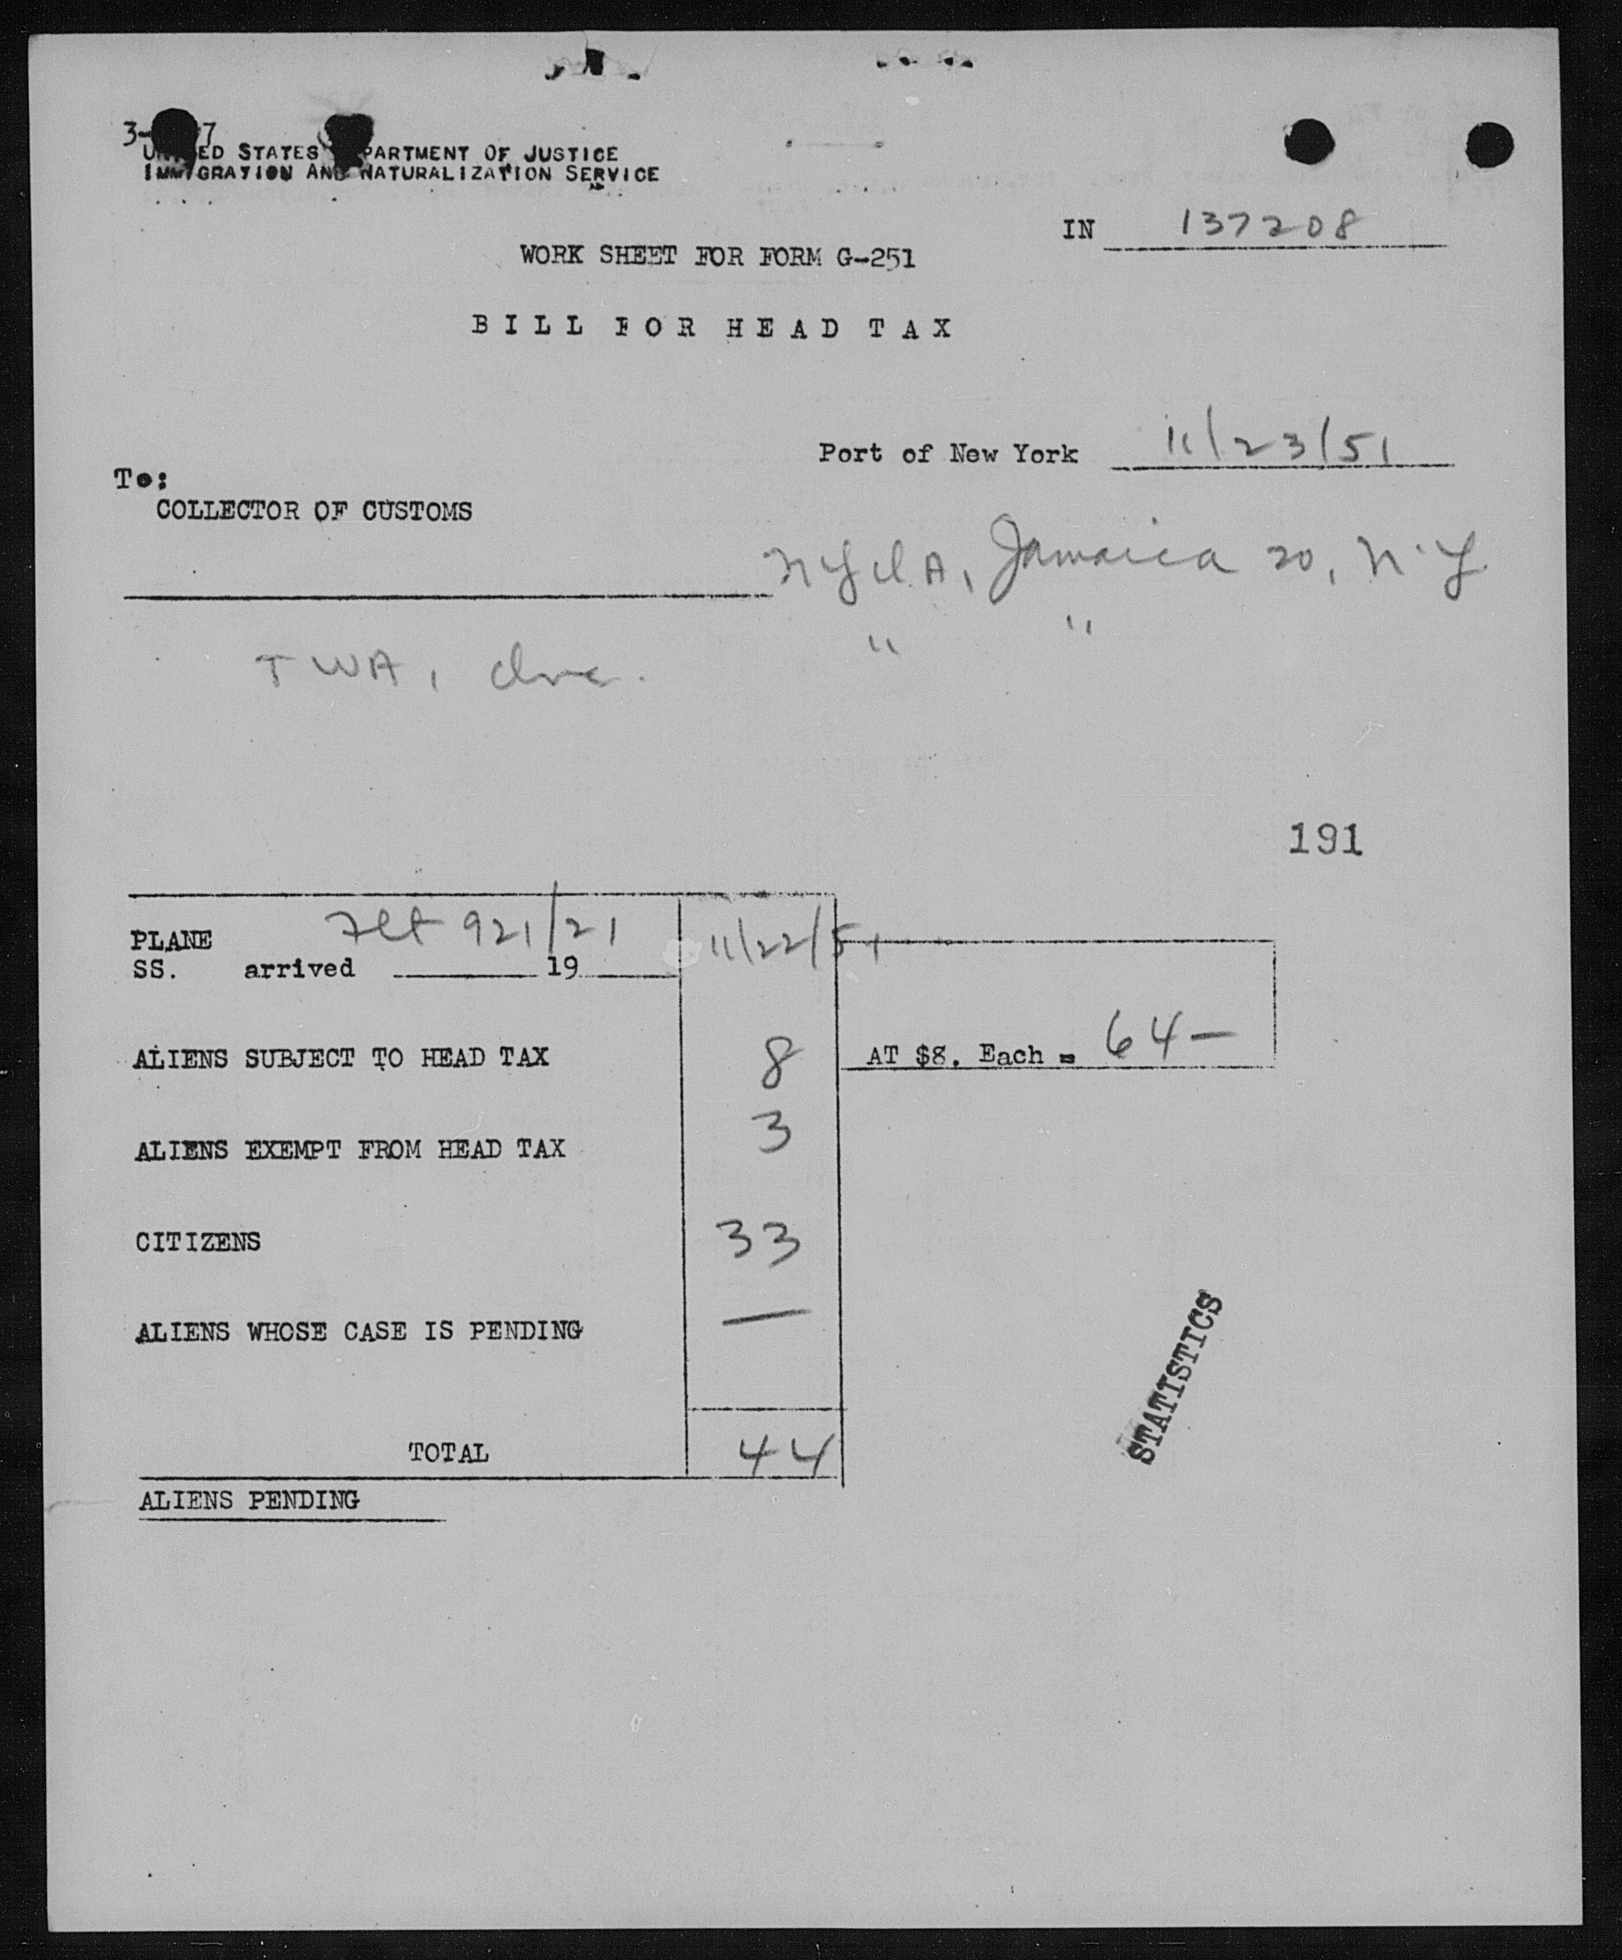 UNITED STATES DEPARTMENT OF JUSTICE
IMMIGRATION AND NATURALIZATION SERVICE
IN 137208
WORK SHEET FOR FORM G-251
BILL FOR HEAD TAX
Port of New York 11/23/51
To:
COLLECTOR OF CUSTOMS
NYIA, Jamaica 20, N.Y.
TWA, Inc. " "
191
PLANE Flt 921/21 11/22/51
SS. arrived 19
ALIENS SUBJECT TO HEAD TAX 8 AT $8. Each = 64-
ALIENS EXEMPT FROM HEAD TAX 3
CITIZENS 33
ALIENS WHOSE CASE IS PENDING —
TOTAL 44
ALIENS PENDING
STATISTICS